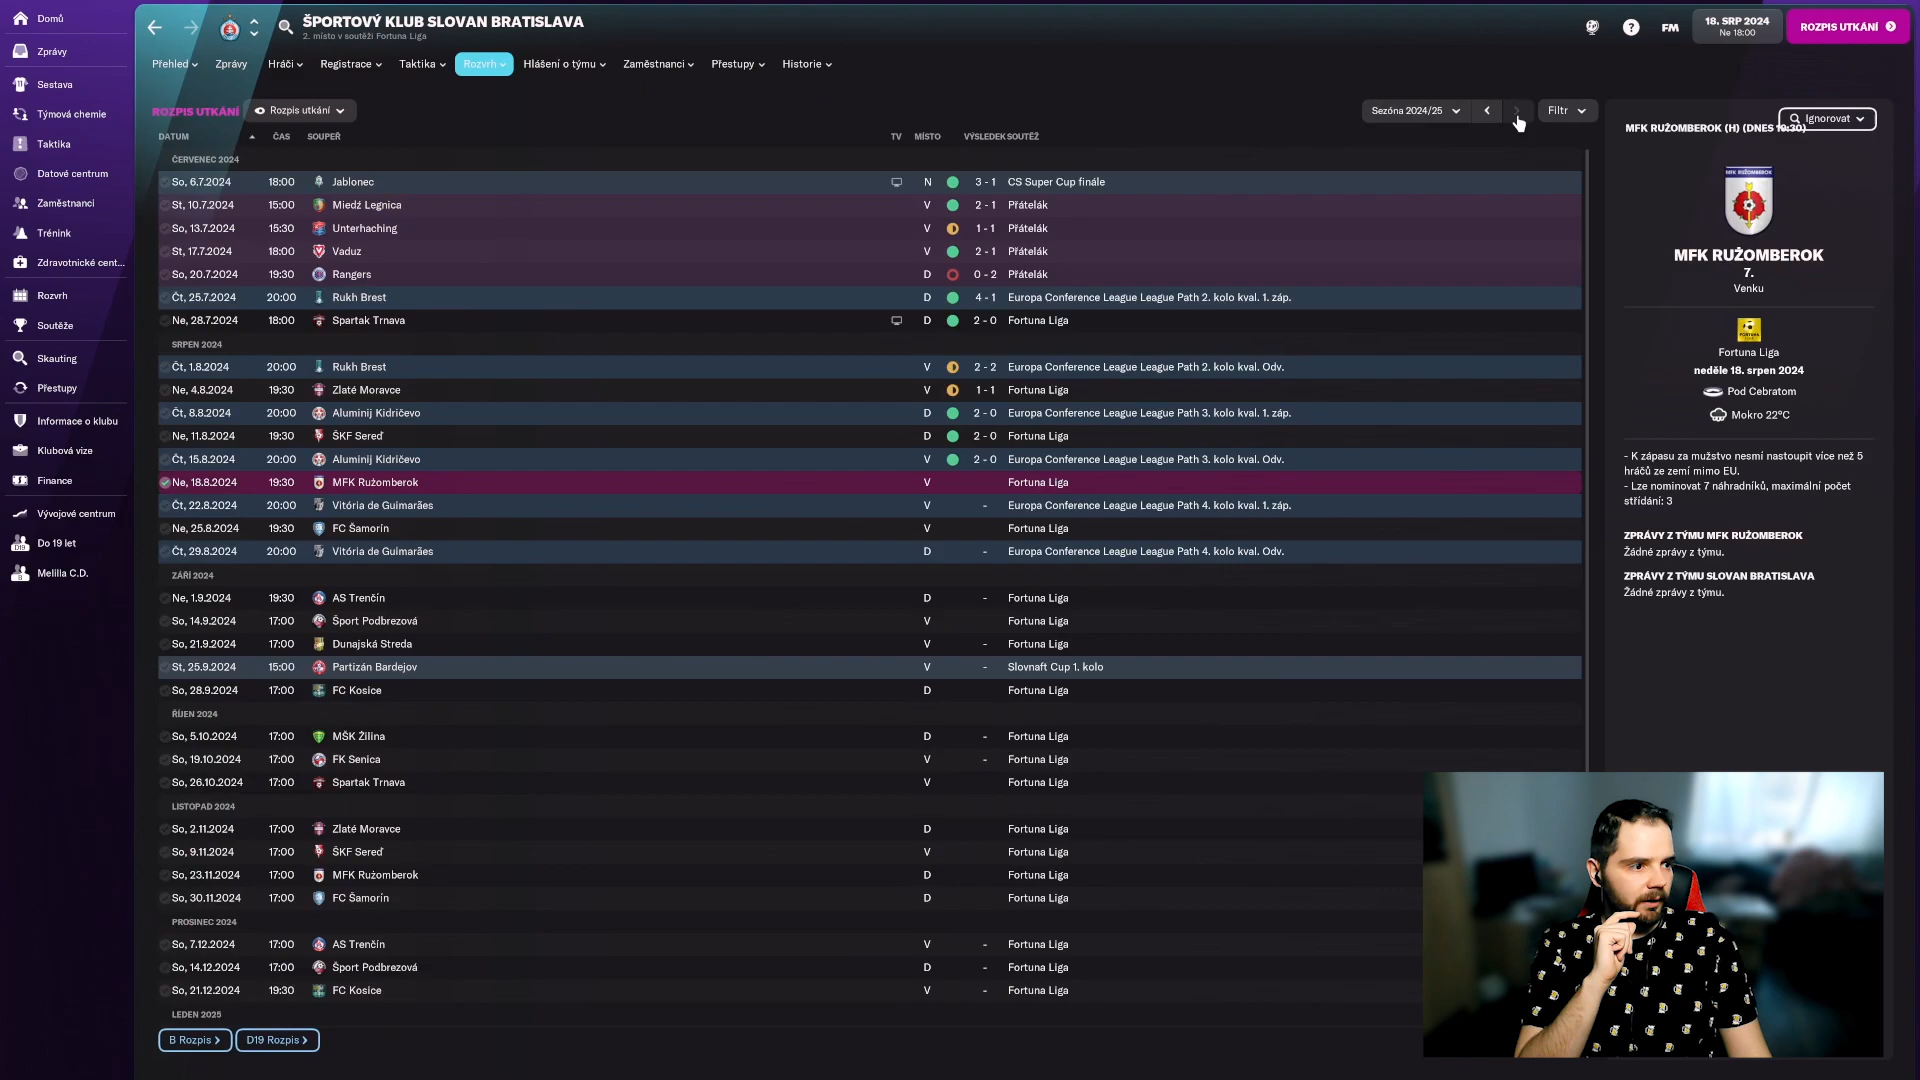 Domů
Zprávy
Sestava
Týmová chemie
Taktika
Datové centrum
Zaměstnanci
Trénink
Zdravotnické cent...
Rozvrh
Soutěže
Skauting
Přestupy
Informace o klubu
Klubová vize
Finance
Vývojové centrum
Do 19 let
Melilla C.D.
ŠPORTOVÝ KLUB SLOVAN BRATISLAVA
2. místo v soutěži Fortuna Liga
FM
18. SRP 2024
Ne 18:00
ROZPIS UTKÁNÍ
Přehled Zprávy Hráči Registrace Taktika Rozvrh Hlášení o týmu Zaměstnanci Přestupy Historie
ROZPIS UTKÁNÍ Rozpis utkání Sezóna 2024/25 Filtr
DATUM ČAS SOUPEŘ TV MÍSTO VÝSLEDEK SOUTĚŽ
ČERVENEC 2024
So, 6.7.2024 18:00 Jablonec N 3 - 1 CS Super Cup finále
St, 10.7.2024 15:00 Miedź Legnica V 2 - 1 Přátelák
So, 13.7.2024 15:30 Unterhaching V 1 - 1 Přátelák
St, 17.7.2024 18:00 Vaduz V 2 - 1 Přátelák
So, 20.7.2024 19:30 Rangers D 0 - 2 Přátelák
Čt, 25.7.2024 20:00 Rukh Brest D 4 - 1 Europa Conference League League Path 2. kolo kval. 1. záp.
Ne, 28.7.2024 18:00 Spartak Trnava D 2 - 0 Fortuna Liga
SRPEN 2024
Čt, 1.8.2024 20:00 Rukh Brest V 2 - 2 Europa Conference League League Path 2. kolo kval. Odv.
Ne, 4.8.2024 19:30 Zlaté Moravce V 1 - 1 Fortuna Liga
Čt, 8.8.2024 20:00 Aluminij Kidričevo D 2 - 0 Europa Conference League League Path 3. kolo kval. 1. záp.
Ne, 11.8.2024 19:30 ŠKF Sereď D 2 - 0 Fortuna Liga
Čt, 15.8.2024 20:00 Aluminij Kidričevo V 2 - 0 Europa Conference League League Path 3. kolo kval. Odv.
Ne, 18.8.2024 19:30 MFK Ružomberok V Fortuna Liga
Čt, 22.8.2024 20:00 Vitória de Guimarães V - Europa Conference League League Path 4. kolo kval. 1. záp.
Ne, 25.8.2024 19:30 FC Šamorín V Fortuna Liga
Čt, 29.8.2024 20:00 Vitória de Guimarães D - Europa Conference League League Path 4. kolo kval. Odv.
ZÁŘÍ 2024
Ne, 1.9.2024 19:30 AS Trenčín D - Fortuna Liga
So, 14.9.2024 17:00 Šport Podbrezová V Fortuna Liga
So, 21.9.2024 17:00 Dunajská Streda V - Fortuna Liga
St, 25.9.2024 15:00 Partizán Bardejov V - Slovnaft Cup 1. kolo
So, 28.9.2024 17:00 FC Kosice D Fortuna Liga
ŘÍJEN 2024
So, 5.10.2024 17:00 MŠK Žilina D - Fortuna Liga
So, 19.10.2024 17:00 FK Senica V - Fortuna Liga
So, 26.10.2024 17:00 Spartak Trnava V Fortuna Liga
LISTOPAD 2024
So, 2.11.2024 17:00 Zlaté Moravce D Fortuna Liga
So, 9.11.2024 17:00 ŠKF Sereď V Fortuna Liga
So, 23.11.2024 17:00 MFK Ružomberok D Fortuna Liga
So, 30.11.2024 17:00 FC Šamorín D Fortuna Liga
PROSINEC 2024
So, 7.12.2024 17:00 AS Trenčín V - Fortuna Liga
So, 14.12.2024 17:00 Šport Podbrezová D - Fortuna Liga
So, 21.12.2024 19:30 FC Kosice V - Fortuna Liga
LEDEN 2025
B Rozpis D19 Rozpis
Ignorovat
MFK RUŽOMBEROK (H) (DNES 19:30)
MFK RUŽOMBEROK
7.
Venku
Fortuna Liga
neděle 18. srpen 2024
Pod Cebratom
Mokro 22°C
- K zápasu za mužstvo nesmí nastoupit více než 5
hráčů ze zemí mimo EU.
- Lze nominovat 7 náhradníků, maximální počet
střídání: 3
ZPRÁVY Z TÝMU MFK RUŽOMBEROK
Žádné zprávy z týmu.
ZPRÁVY Z TÝMU SLOVAN BRATISLAVA
Žádné zprávy z týmu.